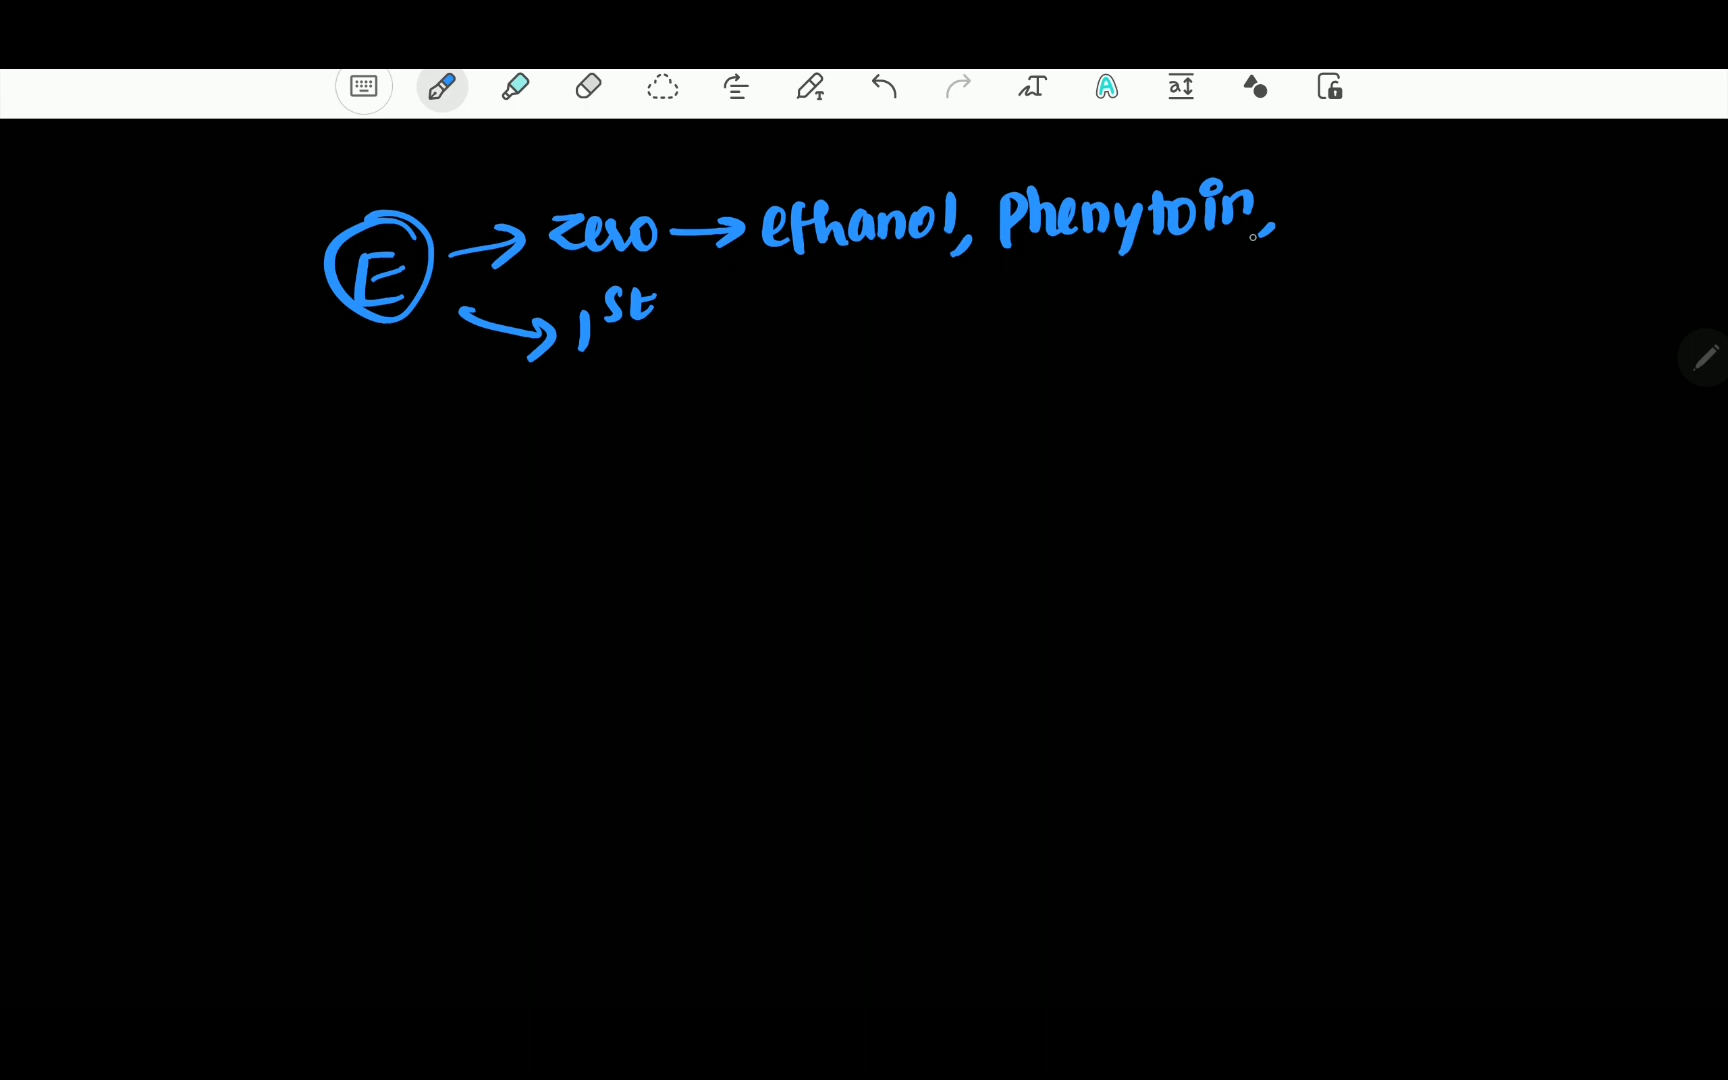 E → zero → ethanol, Phenytoin,
→ 1st